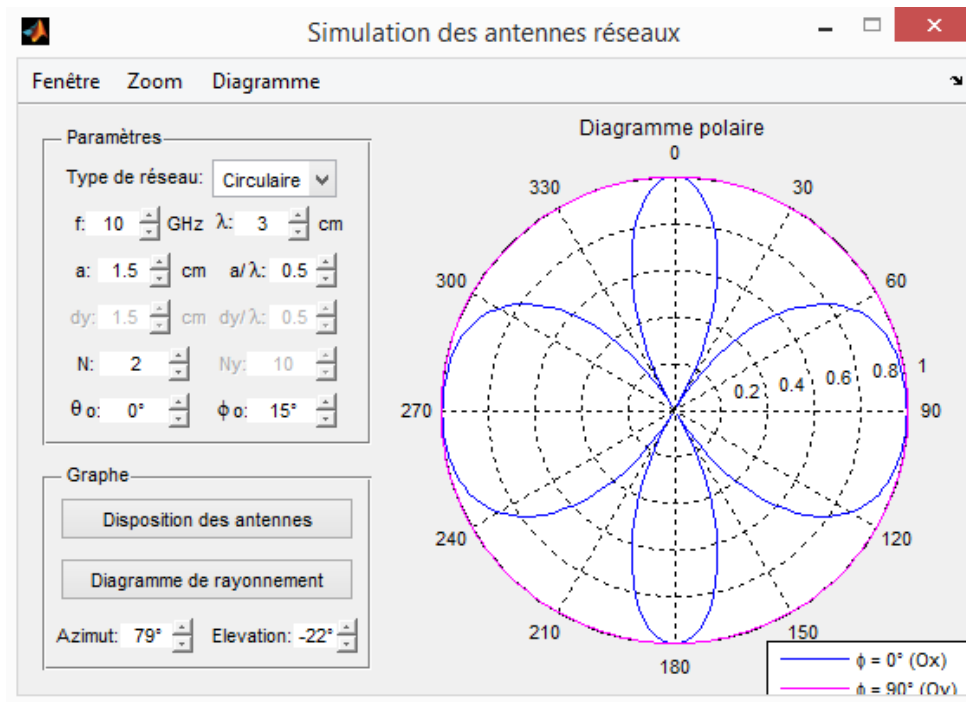 Simulation des antennes réseaux
Fenêtre Zoom Diagramme
Paramètres
Type de réseau: Circulaire
f: 10 GHz λ: 3 cm
a: 1.5 cm a/λ: 0.5
dy: 1.5 cm dy/λ: 0.5
N: 2 Ny: 10
θo: 0° ϕo: 15°
Graphe
Disposition des antennes
Diagramme de rayonnement
Azimut: 79° Elevation: -22°
Diagramme polaire
0
330 30
300 60
0.2 0.4 0.6 0.8 1
270 90
240 120
210 150
180
ϕ = 0° (Ox)
ϕ = 90° (Oy)